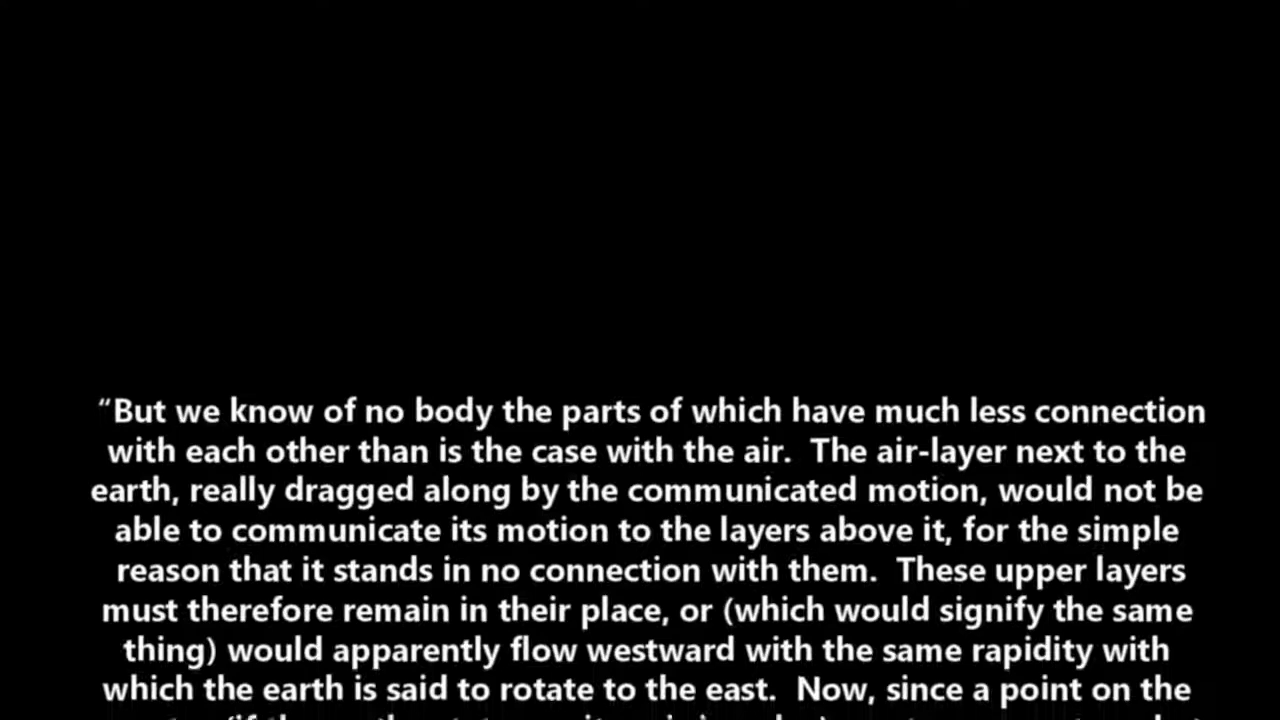 “But we know of no body the parts of which have much less connection
with each other than is the case with the air. The air-layer next to the
earth, really dragged along by the communicated motion, would not be
able to communicate its motion to the layers above it, for the simple
reason that it stands in no connection with them. These upper layers
must therefore remain in their place, or (which would signify the same
thing) would apparently flow westward with the same rapidity with
which the earth is said to rotate to the east. Now, since a point on the